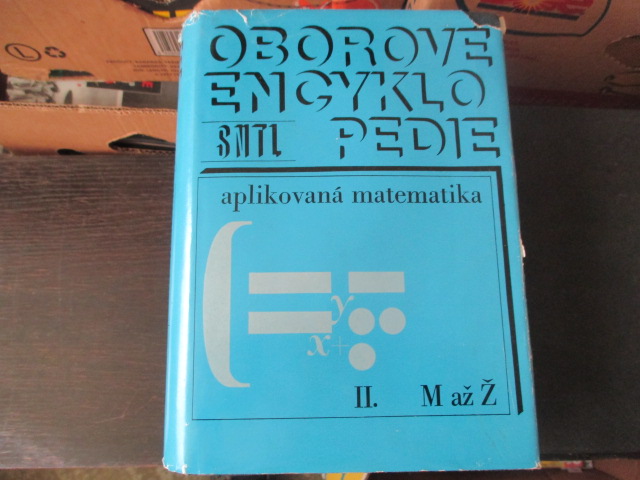 OBOROVÉ
ENCYKLO
SNTL PEDIE
aplikovaná matematika
y
x+
II. M až Ž